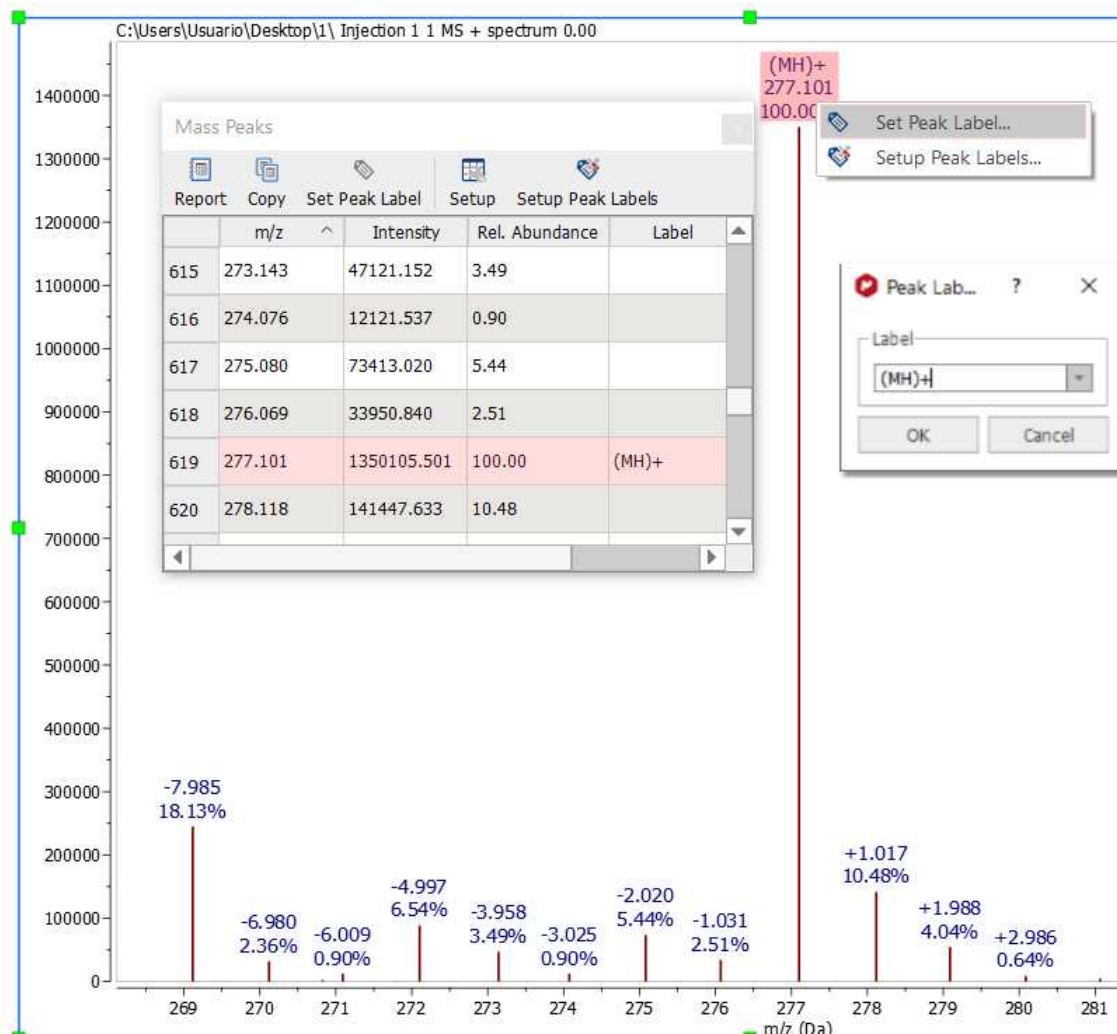 C:\Users\Usuario\Desktop\1\ Injection 1 1 MS + spectrum 0.00
(MH)+
277.101
Set Peak Label...
Setup Peak Labels...
Mass Peaks
Report Copy Set Peak Label Setup Setup Peak Labels
m/z Intensity Rel. Abundance Label
615 273.143 47121.152 3.49
616 274.076 12121.537 0.90
617 275.080 73413.020 5.44
618 276.069 33950.840 2.51
619 277.101 1350105.501 100.00 (MH)+
620 278.118 141447.633 10.48
Peak Lab... ?
Label
(MH)+
OK Cancel
1400000
1300000
1200000
1100000
1000000
900000
800000
700000
600000
500000
400000
300000
200000
100000
0
-7.985
18.13%
-6.980
2.36%
-6.009
0.90%
-4.997
6.54%
-3.958
3.49%
-3.025
0.90%
-2.020
5.44%
-1.031
2.51%
+1.017
10.48%
+1.988
4.04%
+2.986
0.64%
269 270 271 272 273 274 275 276 277 278 279 280 281
m/z (Da)